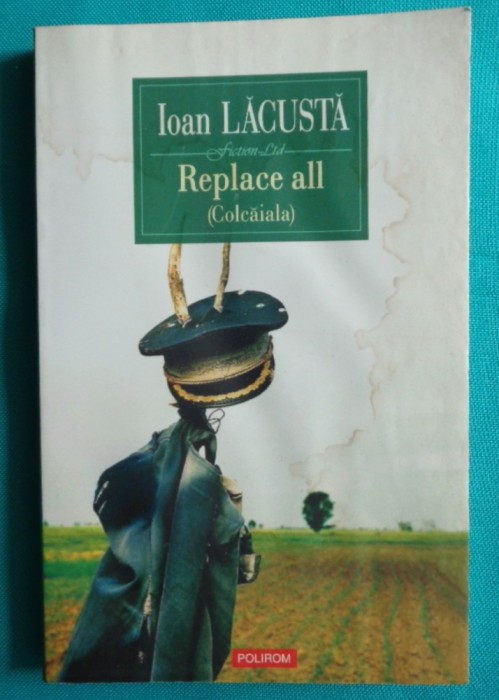 Ioan LĂCUSTĂ
Fiction Ltd
Replace all
(Colcăiala)
POLIROM